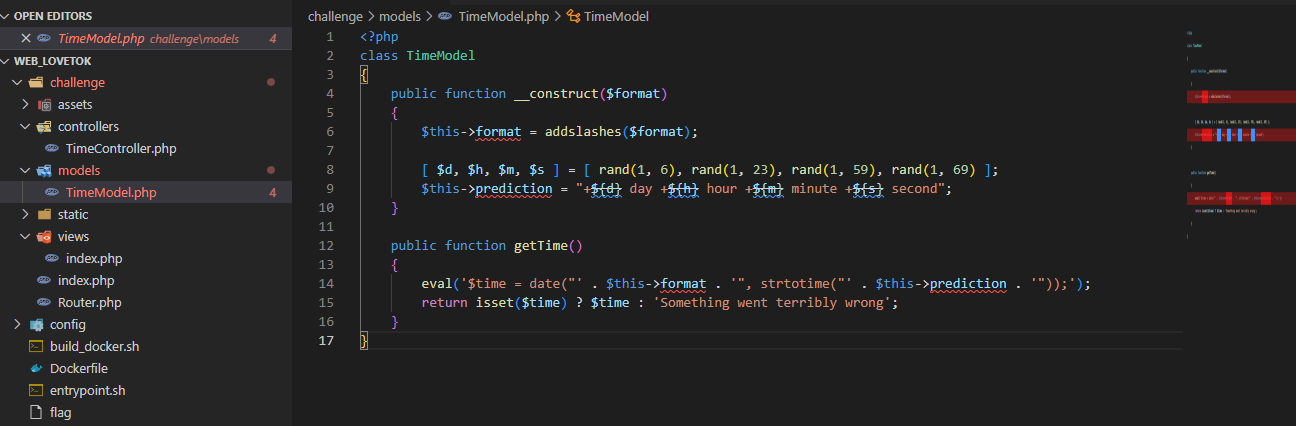 OPEN EDITORS
TimeModel.php challenge\models 4
WEB_LOVETOK
challenge
assets
controllers
TimeController.php
models
TimeModel.php 4
static
views
index.php
index.php
Router.php
config
build_docker.sh
Dockerfile
entrypoint.sh
flag
challenge > models > TimeModel.php > TimeModel
1 <?php
2 class TimeModel
3 {
4 public function __construct($format)
5 {
6 $this->format = addslashes($format);
7
8 [ $d, $h, $m, $s ] = [ rand(1, 6), rand(1, 23), rand(1, 59), rand(1, 69) ];
9 $this->prediction = "+${d} day +${h} hour +${m} minute +${s} second";
10 }
11
12 public function getTime()
13 {
14 eval('$time = date("' . $this->format . '", strtotime("' . $this->prediction . '"));');
15 return isset($time) ? $time : 'Something went terribly wrong';
16 }
17 }